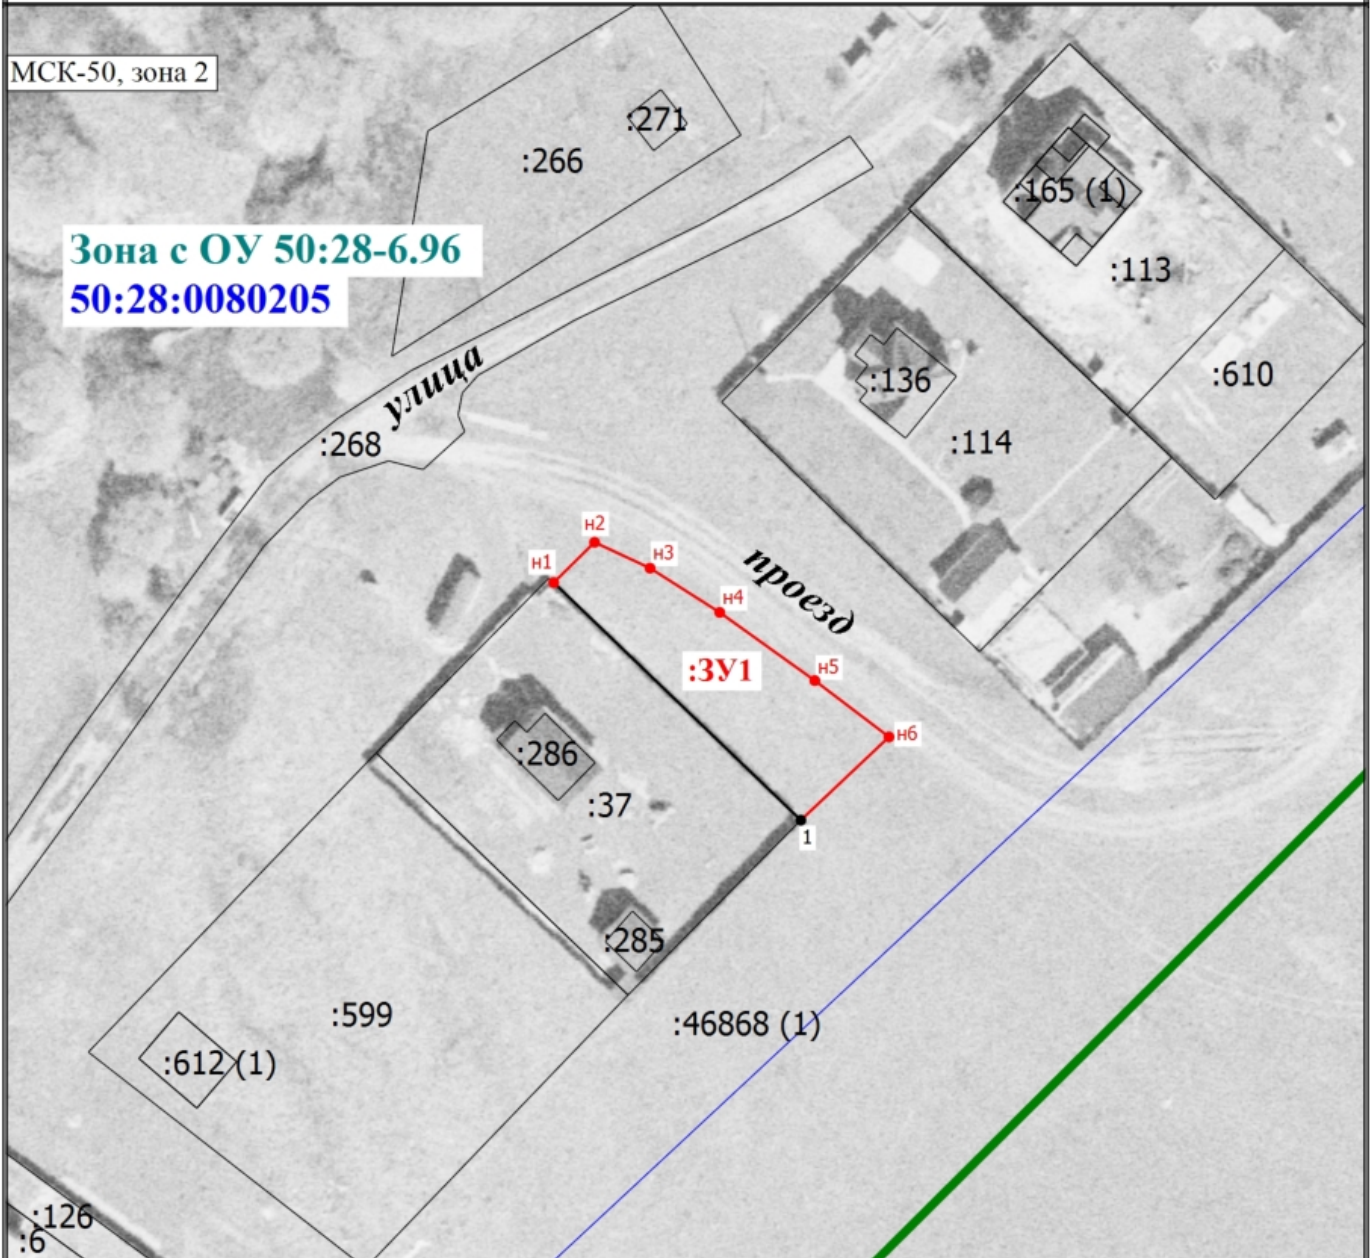 МСК-50, зона 2
:271
:266
:165 (1)
Зона с ОУ 50:28-6.96
:113
50:28:0080205
улица
:136
:610
:268
:114
н2
н1
н3
проезд
н4
:ЗУ1
н5
н6
:286
:37
1
:285
:599
:46868 (1)
:612 (1)
:126
:6